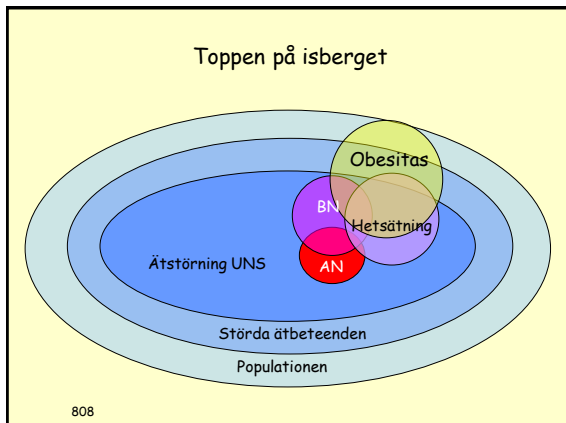 Toppen på isberget
Obesitas
BN
Hetsätning
Ätstörning UNS
AN
Störda ätbeteenden
Populationen
808